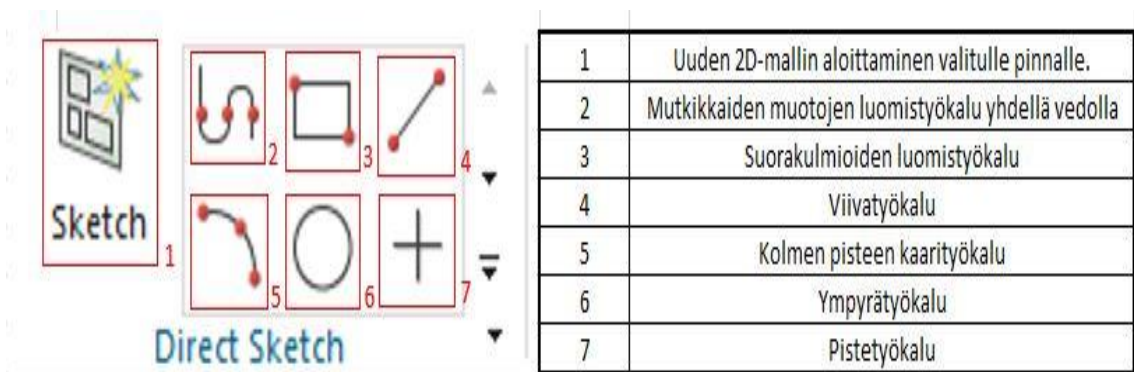 Sketch
1
2
3
4
5
6
7
Direct Sketch
1 Uuden 2D-mallin aloittaminen valitulle pinnalle.
2 Mutkikkaiden muotojen luomistyökalu yhdellä vedolla
3 Suorakulmioiden luomistyökalu
4 Viivatyökalu
5 Kolmen pisteen kaarityökalu
6 Ympyrätyökalu
7 Pistetyökalu